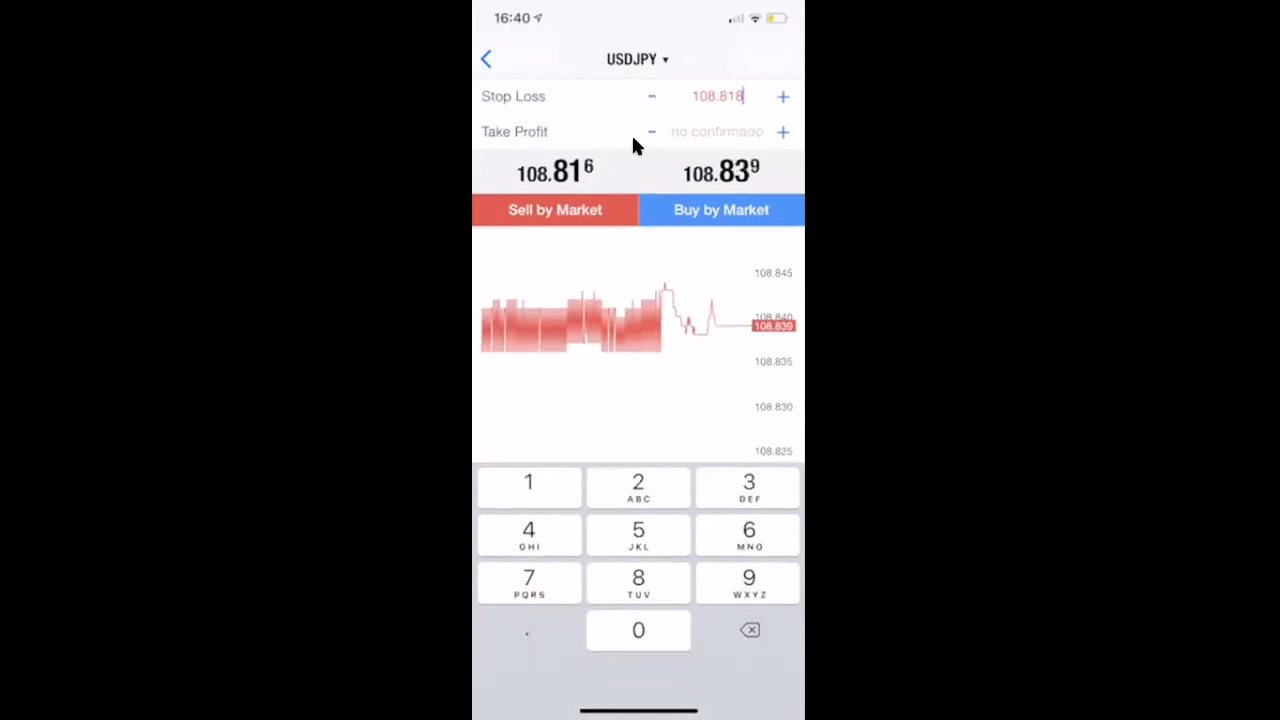 16:40
USDJPY ▾
Stop Loss - 108.818 +
Take Profit - no confirmado +
108.816 108.839
Sell by Market Buy by Market
108.845
108.840
108.839
108.835
108.830
108.825
1 2 3
ABC DEF
4 5 6
GHI JKL MNO
7 8 9
PQRS TUV WXYZ
. 0